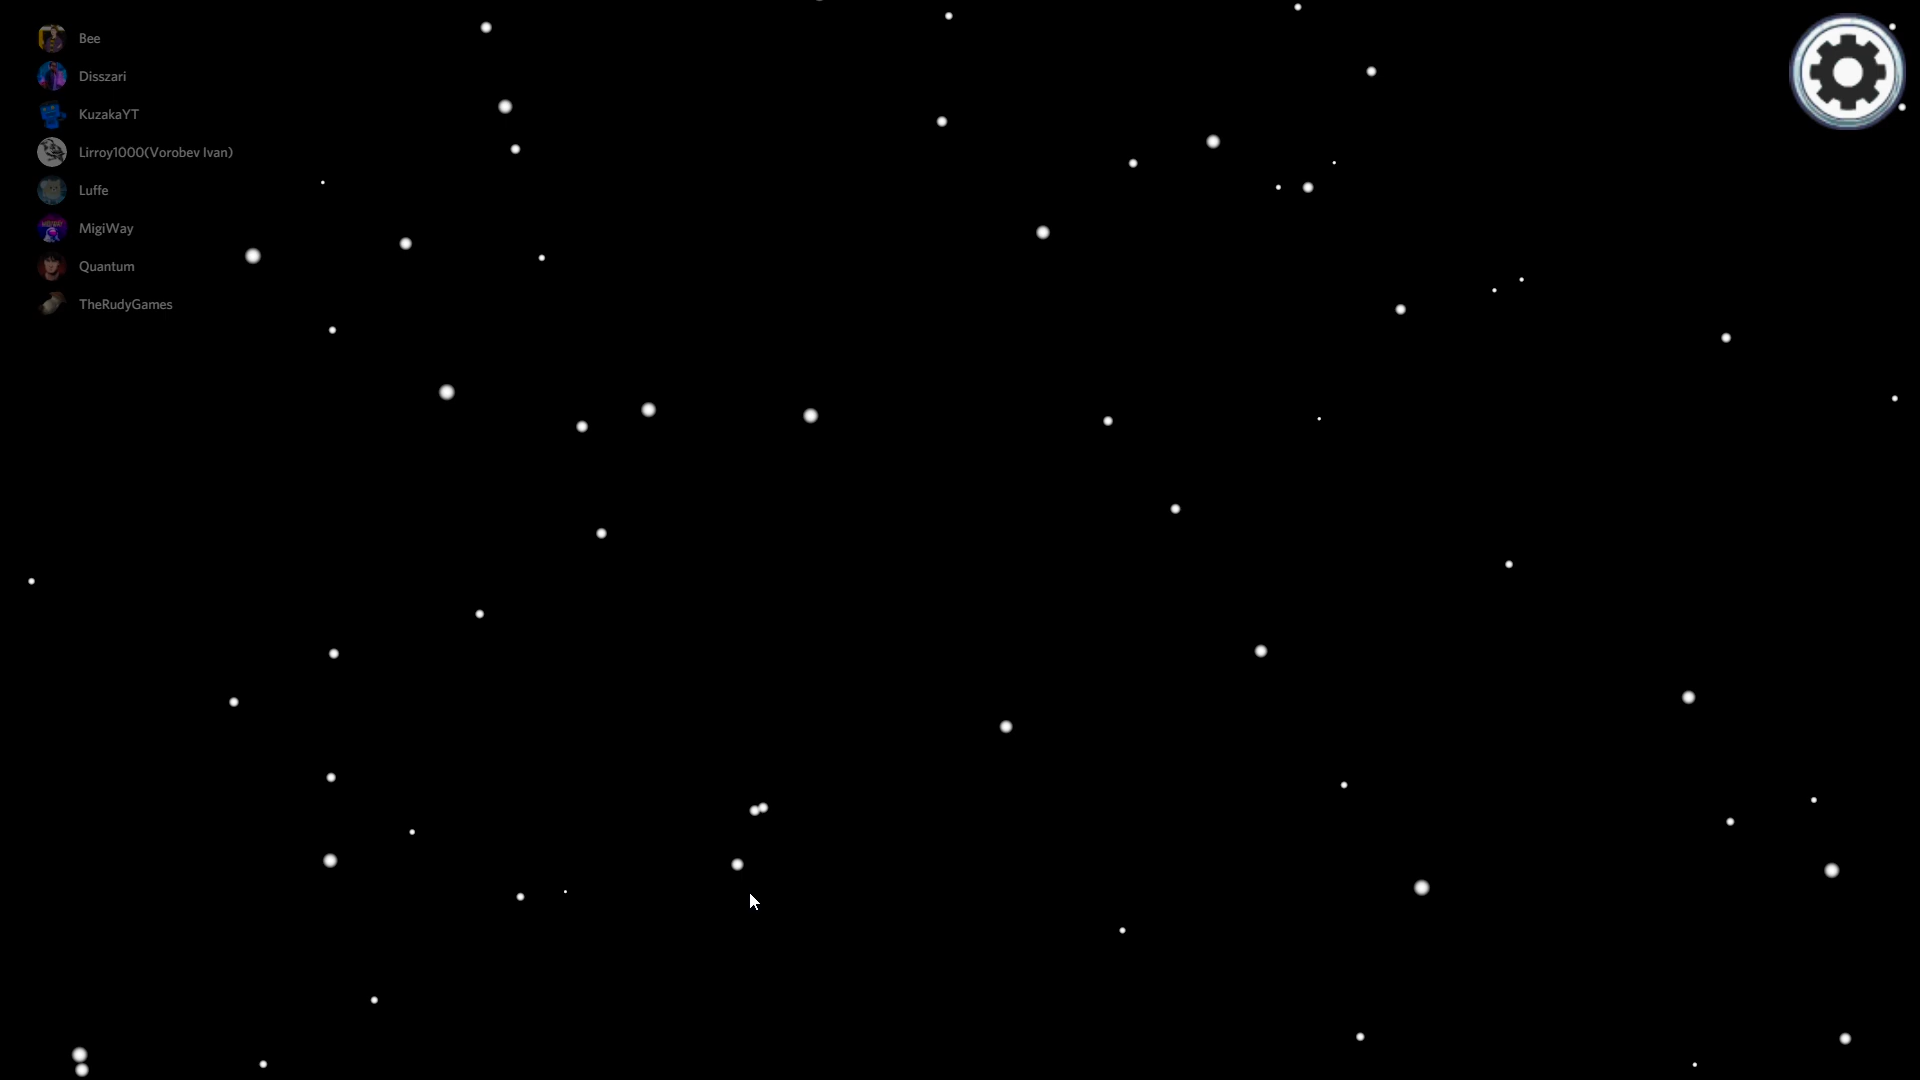 Bee
Disszari
KuzakaYT
Lirroy1000(Vorobev Ivan)
Luffe
MigiWay
Quantum
TheRudyGames